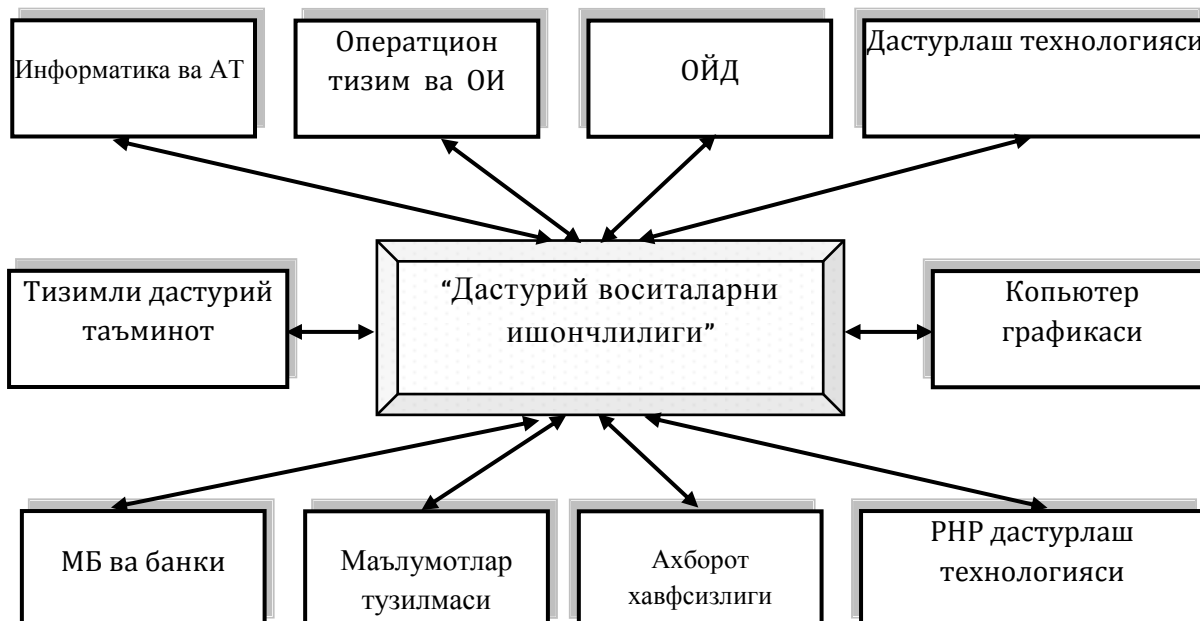 Информатика ва АТ
Оператцион
тизим ва ОИ
ОЙД
Дастурлаш технологияси
Тизимли дастурий
таъминот
“Дастурий воситаларни
ишончлилиги”
Копьютер
графикаси
МБ ва банки
Маълумотлар
тузилмаси
Ахборот
хавфсизлиги
РНР дастурлаш
технологияси